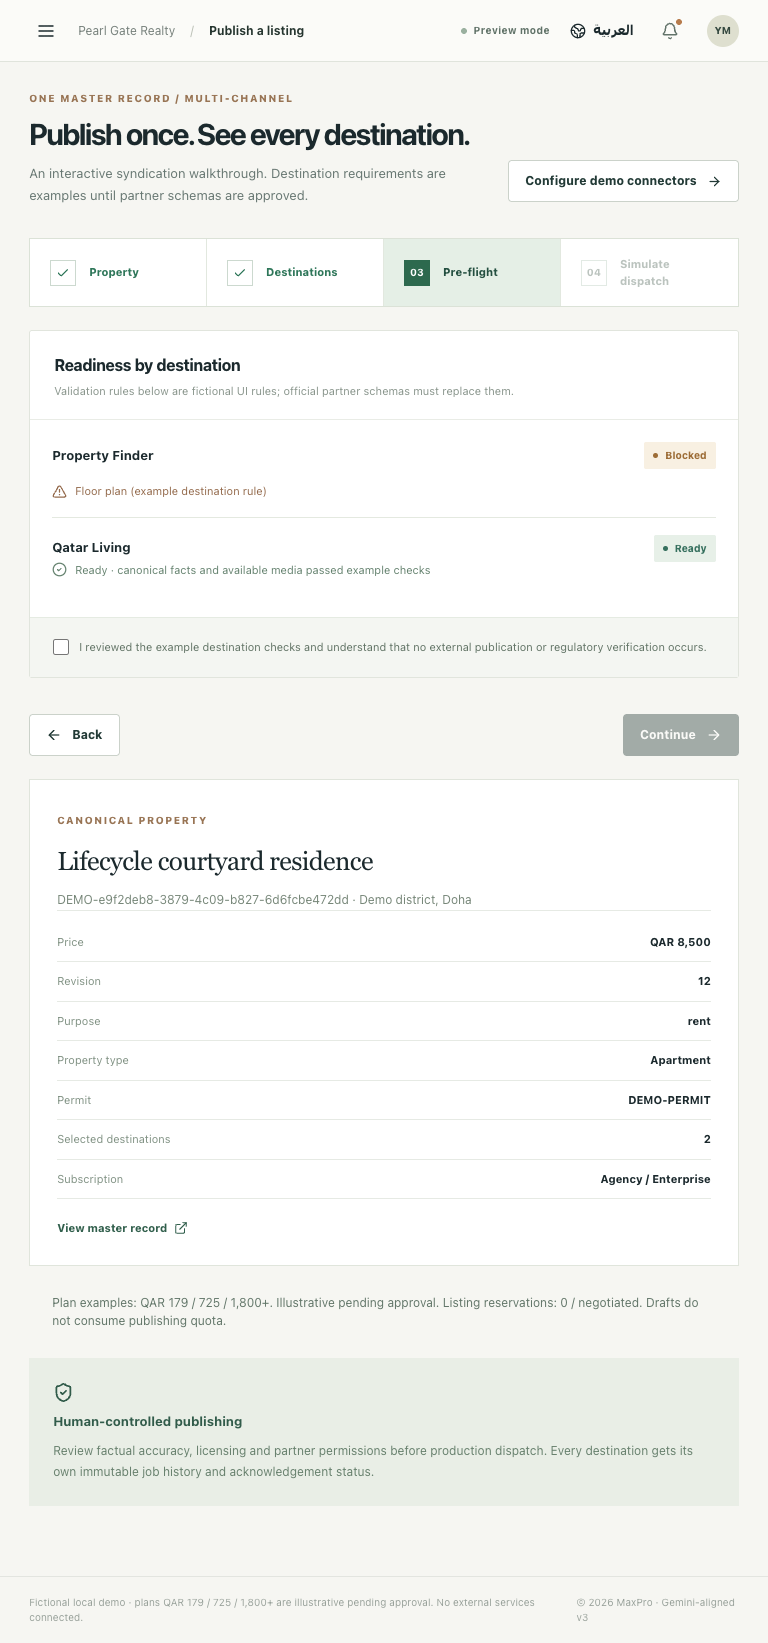 Pearl Gate Realty / Publish a listing
Preview mode
العربية
YM
ONE MASTER RECORD / MULTI-CHANNEL
Publish once. See every destination.
An interactive syndication walkthrough. Destination requirements are
examples until partner schemas are approved.
Configure demo connectors
Property
Destinations
03 Pre-flight
04 Simulate
dispatch
Readiness by destination
Validation rules below are fictional UI rules; official partner schemas must replace them.
Property Finder
Blocked
Floor plan (example destination rule)
Qatar Living
Ready
Ready · canonical facts and available media passed example checks
I reviewed the example destination checks and understand that no external publication or regulatory verification occurs.
Back
Continue
CANONICAL PROPERTY
Lifecycle courtyard residence
DEMO-e9f2deb8-3879-4c09-b827-6d6fcbe472dd · Demo district, Doha
Price QAR 8,500
Revision 12
Purpose rent
Property type Apartment
Permit DEMO-PERMIT
Selected destinations 2
Subscription Agency / Enterprise
View master record
Plan examples: QAR 179 / 725 / 1,800+. Illustrative pending approval. Listing reservations: 0 / negotiated. Drafts do
not consume publishing quota.
Human-controlled publishing
Review factual accuracy, licensing and partner permissions before production dispatch. Every destination gets its
own immutable job history and acknowledgement status.
Fictional local demo · plans QAR 179 / 725 / 1,800+ are illustrative pending approval. No external services
connected.
© 2026 MaxPro · Gemini-aligned
v3